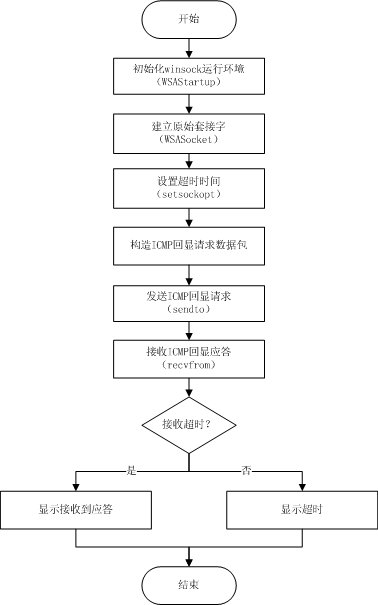 开始
初始化winsock运行环境
（WSAStartup）
建立原始套接字
（WSASocket）
设置超时时间
（setsockopt）
构造ICMP回显请求数据包
发送ICMP回显请求
（sendto）
接收ICMP回显应答
（recvfrom）
接收超时？
是
否
显示接收到应答
显示超时
结束